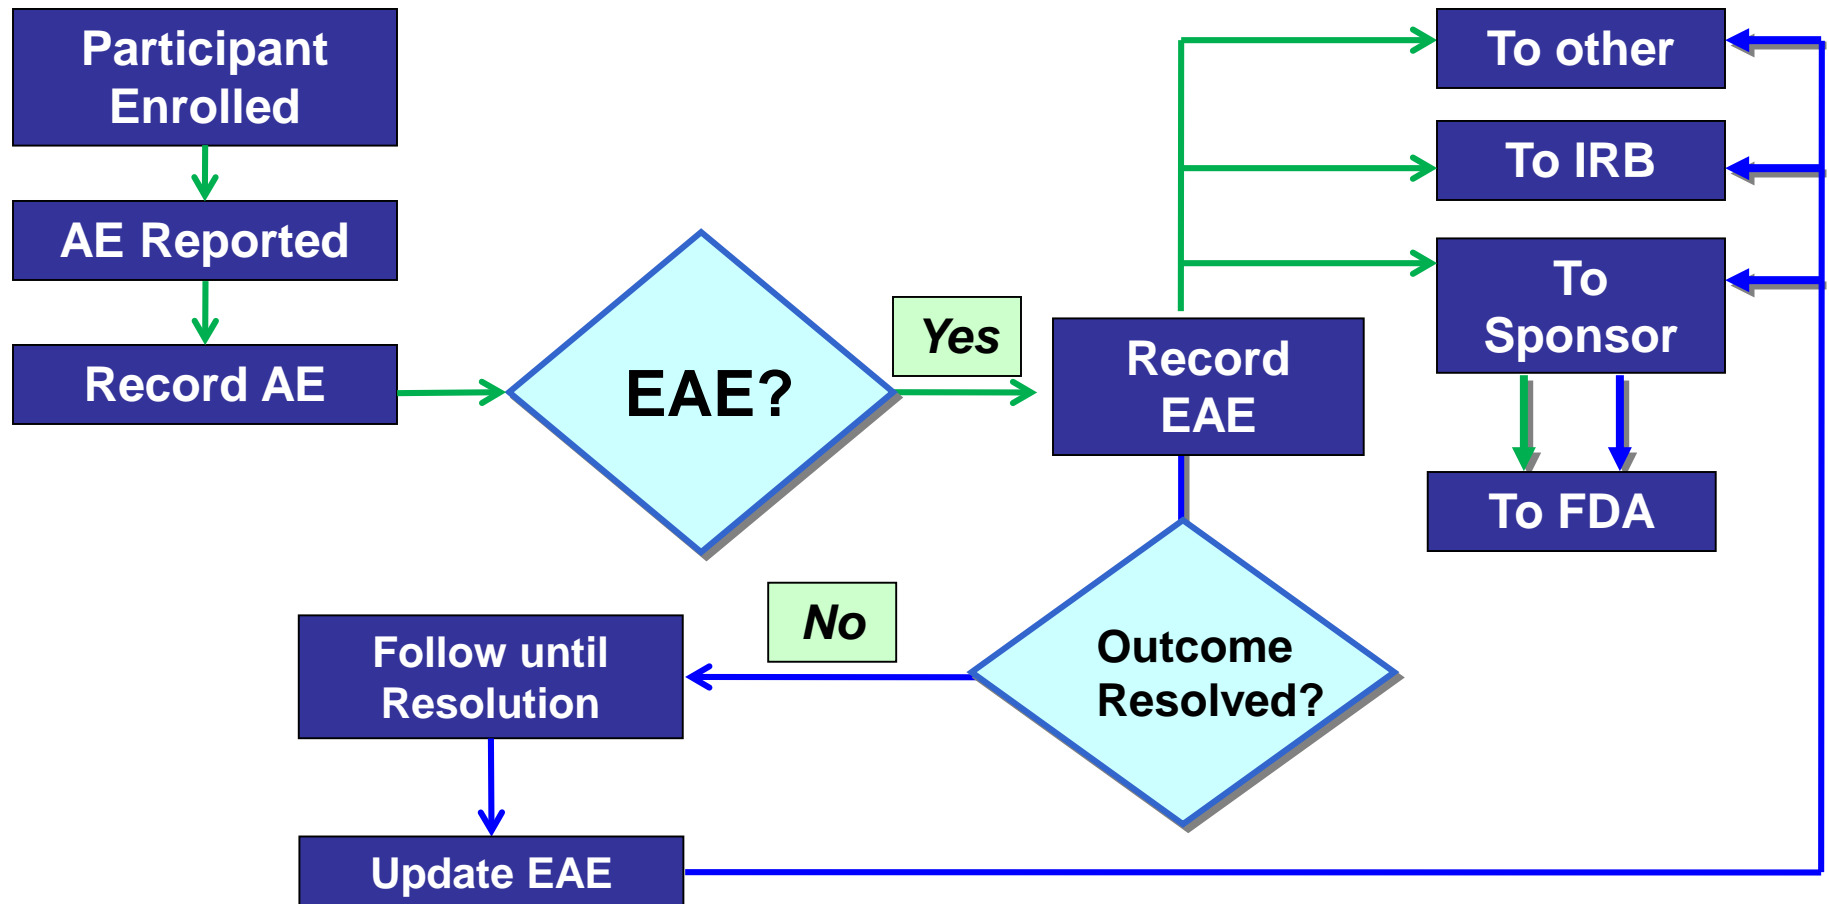 Participant
Enrolled
AE Reported
Record AE
EAE?
Yes
Record
EAE
To other
To IRB
To
Sponsor
To FDA
Outcome
Resolved?
No
Follow until
Resolution
Update EAE